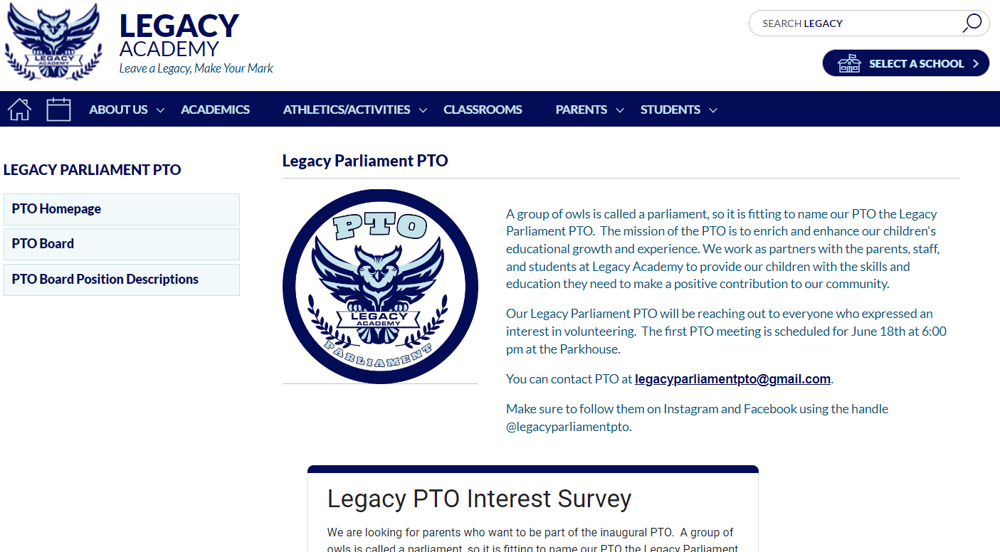 LEGACY
ACADEMY
LEGACY
ACADEMY
Leave a Legacy, Make Your Mark
SEARCH LEGACY
SELECT A SCHOOL
ABOUT US
ACADEMICS
ATHLETICS/ACTIVITIES
CLASSROOMS
PARENTS
STUDENTS
LEGACY PARLIAMENT PTO
PTO Homepage
PTO Board
PTO Board Position Descriptions
Legacy Parliament PTO
PTO
LEGACY
ACADEMY
PARLIAMENT
A group of owls is called a parliament, so it is fitting to name our PTO the Legacy
Parliament PTO.  The mission of the PTO is to enrich and enhance our children's
educational growth and experience. We work as partners with the parents, staff,
and students at Legacy Academy to provide our children with the skills and
education they need to make a positive contribution to our community.
Our Legacy Parliament PTO will be reaching out to everyone who expressed an
interest in volunteering.  The first PTO meeting is scheduled for June 18th at 6:00
pm at the Parkhouse.
You can contact PTO at legacyparliamentpto@gmail.com.
Make sure to follow them on Instagram and Facebook using the handle
@legacyparliamentpto.
Legacy PTO Interest Survey
We are looking for parents who want to be part of the inaugural PTO.  A group of
owls is called a parliament, so it is fitting to name our PTO the Legacy Parliament